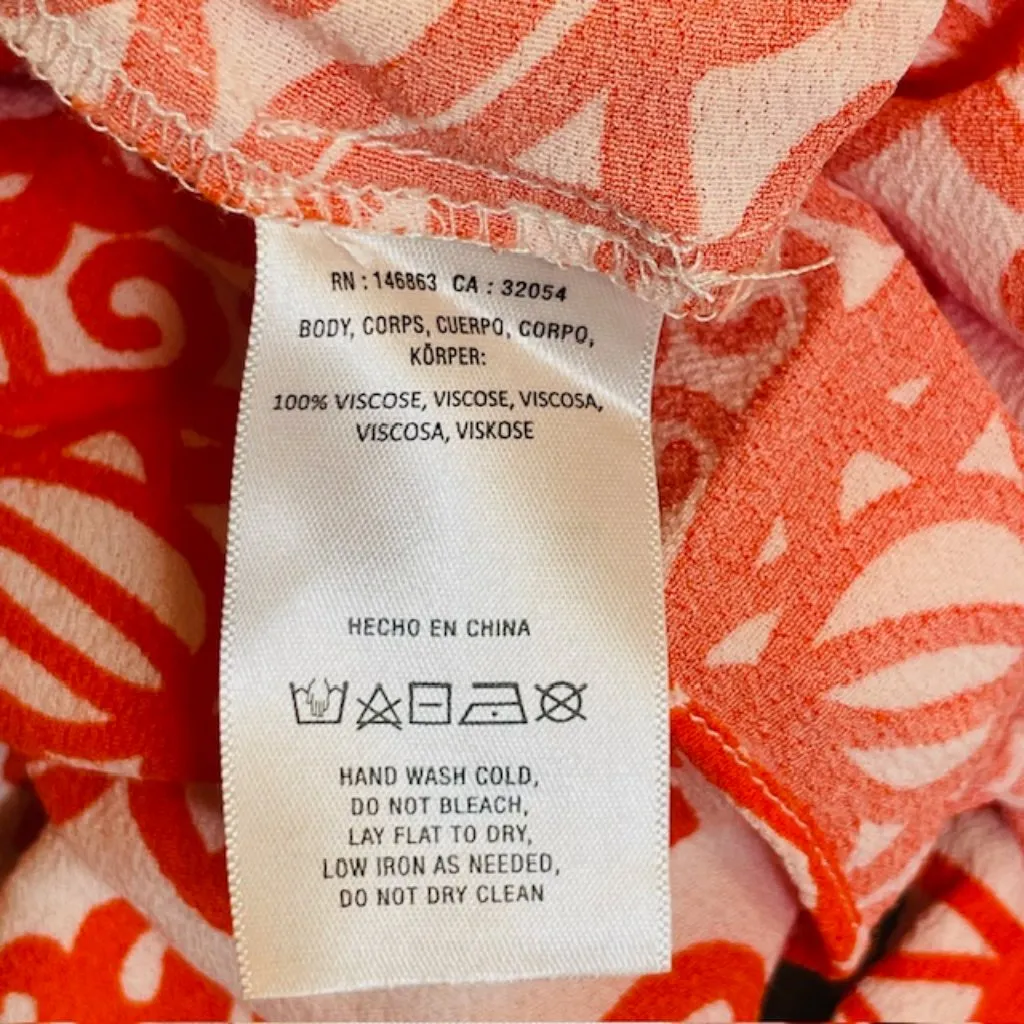 RN : 146863 CA : 32054
BODY, CORPS, CUERPO, CORPO,
KÖRPER:
100% VISCOSE, VISCOSE, VISCOSA,
VISCOSA, VISKOSE
HECHO EN CHINA
HAND WASH COLD,
DO NOT BLEACH,
LAY FLAT TO DRY,
LOW IRON AS NEEDED,
DO NOT DRY CLEAN